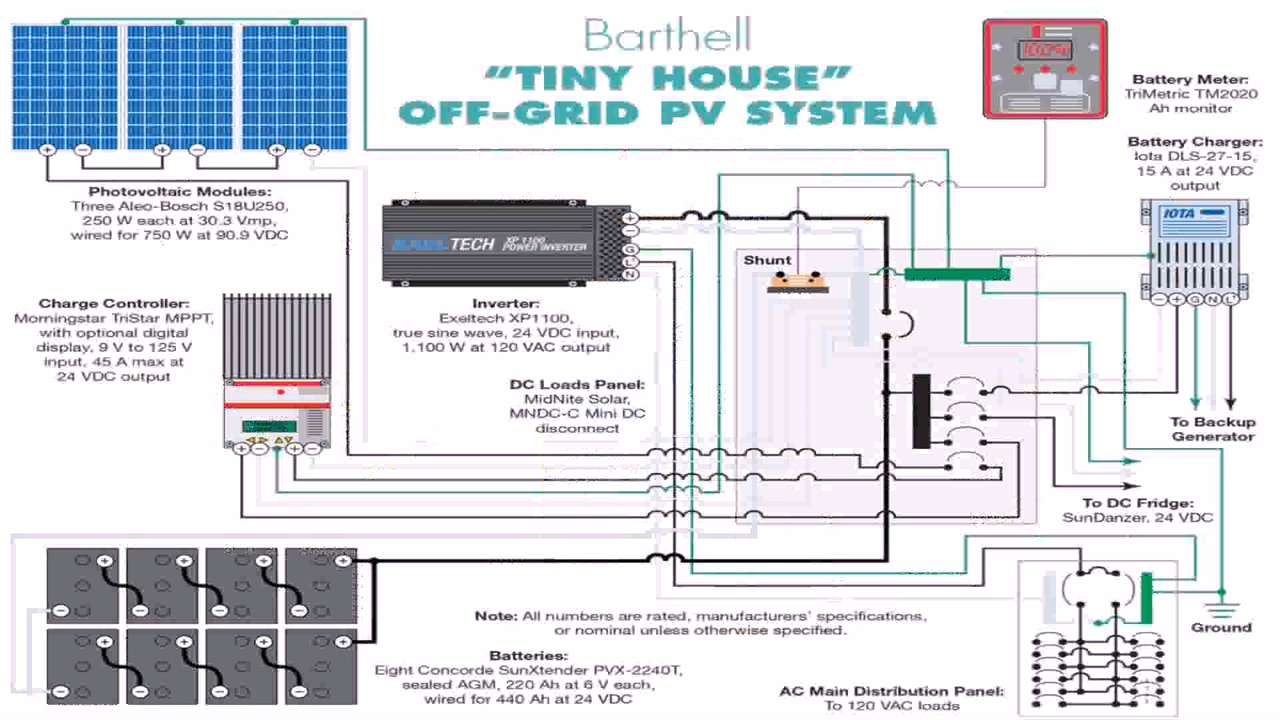 Barthell
“TINY HOUSE”
OFF-GRID PV SYSTEM
100%
Battery Meter:
TriMetric TM2020
Ah monitor
Battery Charger:
Iota DLS-27-15,
15 A at 24 VDC
output
IOTA
Photovoltaic Modules:
Three Aleo-Bosch S18U250,
250 W each at 30.3 Vmp,
wired for 750 W at 90.9 VDC
TECH XP 1100
POWER INVERTER
G
L
N
Shunt
Inverter:
Exeltech XP1100,
true sine wave, 24 VDC input,
1,100 W at 120 VAC output
Charge Controller:
Morningstar TriStar MPPT,
with optional digital
display, 9 V to 125 V
input, 45 A max at
24 VDC output
G N L
DC Loads Panel:
MidNite Solar,
MNDC-C Mini DC
disconnect
To Backup
Generator
To DC Fridge:
SunDanzer, 24 VDC
Note: All numbers are rated, manufacturers’ specifications,
or nominal unless otherwise specified.
Ground
Batteries:
Eight Concorde SunXtender PVX-2240T,
sealed AGM, 220 Ah at 6 V each,
wired for 440 Ah at 24 VDC
AC Main Distribution Panel:
To 120 VAC loads